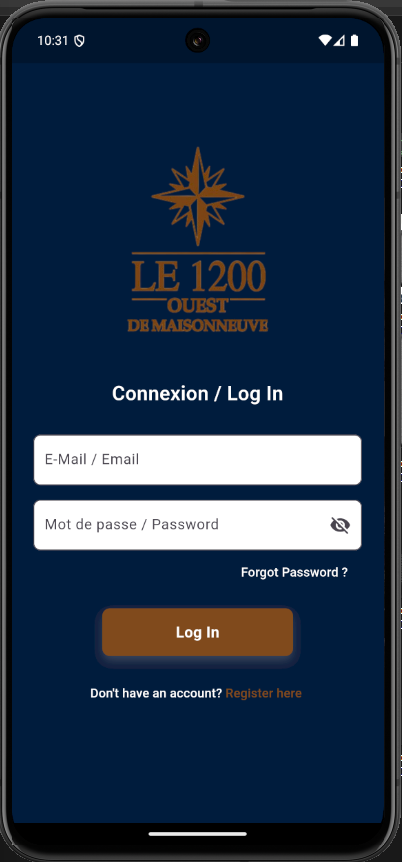 10:31
LE 1200
OUEST
DE MAISONNEUVE
Connexion / Log In
E-Mail / Email
Mot de passe / Password
Forgot Password ?
Log In
Don't have an account? Register here